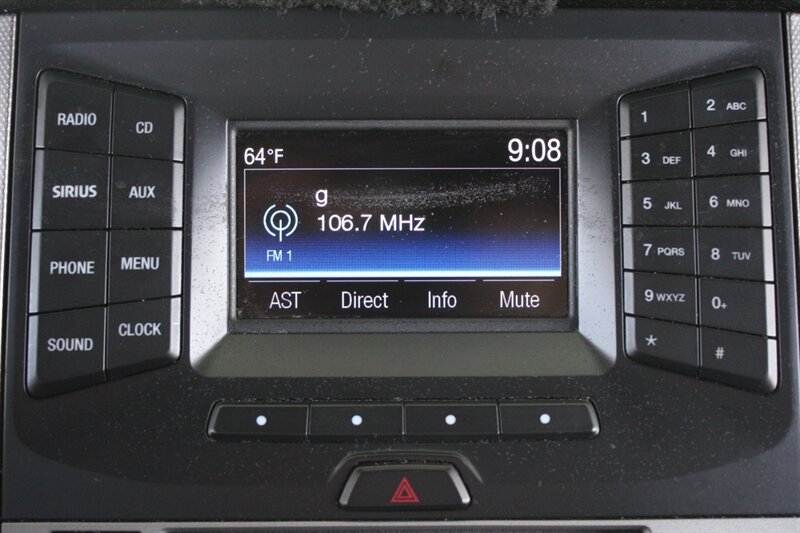 RADIO
CD
SIRIUS
AUX
PHONE
MENU
SOUND
CLOCK
64°F
9:08
g
106.7 MHz
FM 1
AST Direct Info Mute
1
2 ABC
3 DEF
4 GHI
5 JKL
6 MNO
7 PQRS
8 TUV
9 WXYZ
0+
*
#